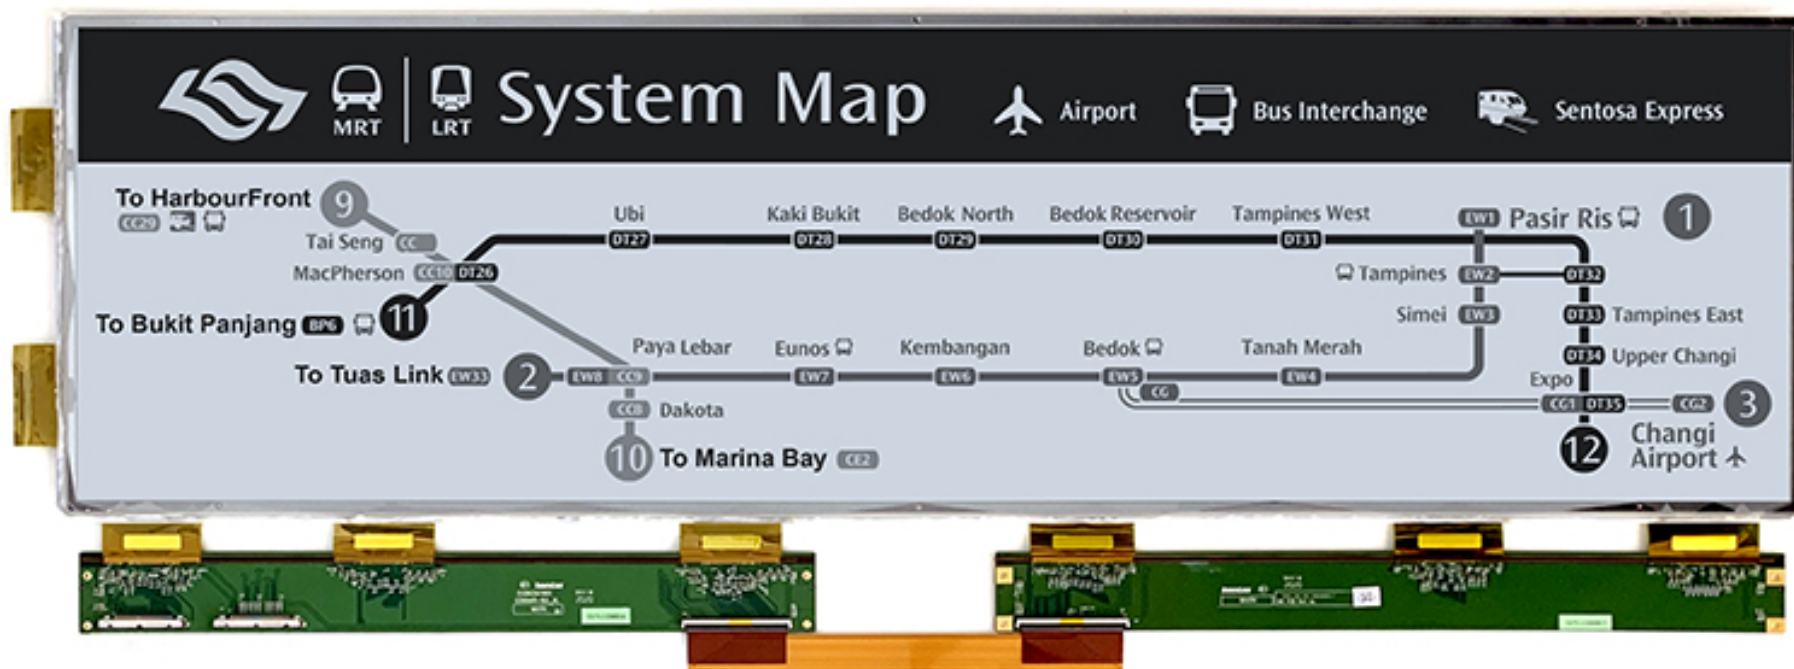 System Map
MRT
LRT
Airport
Bus Interchange
Sentosa Express
To HarbourFront 9
CC29
Tai Seng CC
MacPherson CC10 DT26
To Bukit Panjang BP6 11
Ubi
DT27
Kaki Bukit
DT28
Bedok North
DT29
Bedok Reservoir
DT30
Tampines West
DT31
EW1 Pasir Ris 1
Tampines EW2 DT32
Simei EW3
DT33 Tampines East
DT34 Upper Changi
To Tuas Link EW33 2
Paya Lebar
EW8 CC9
Eunos
EW7
Kembangan
EW6
Bedok
EW5
CG
Tanah Merah
EW4
Expo
CG1 DT35
CG2 3
Changi
Airport
12
CC8 Dakota
10 To Marina Bay CE2